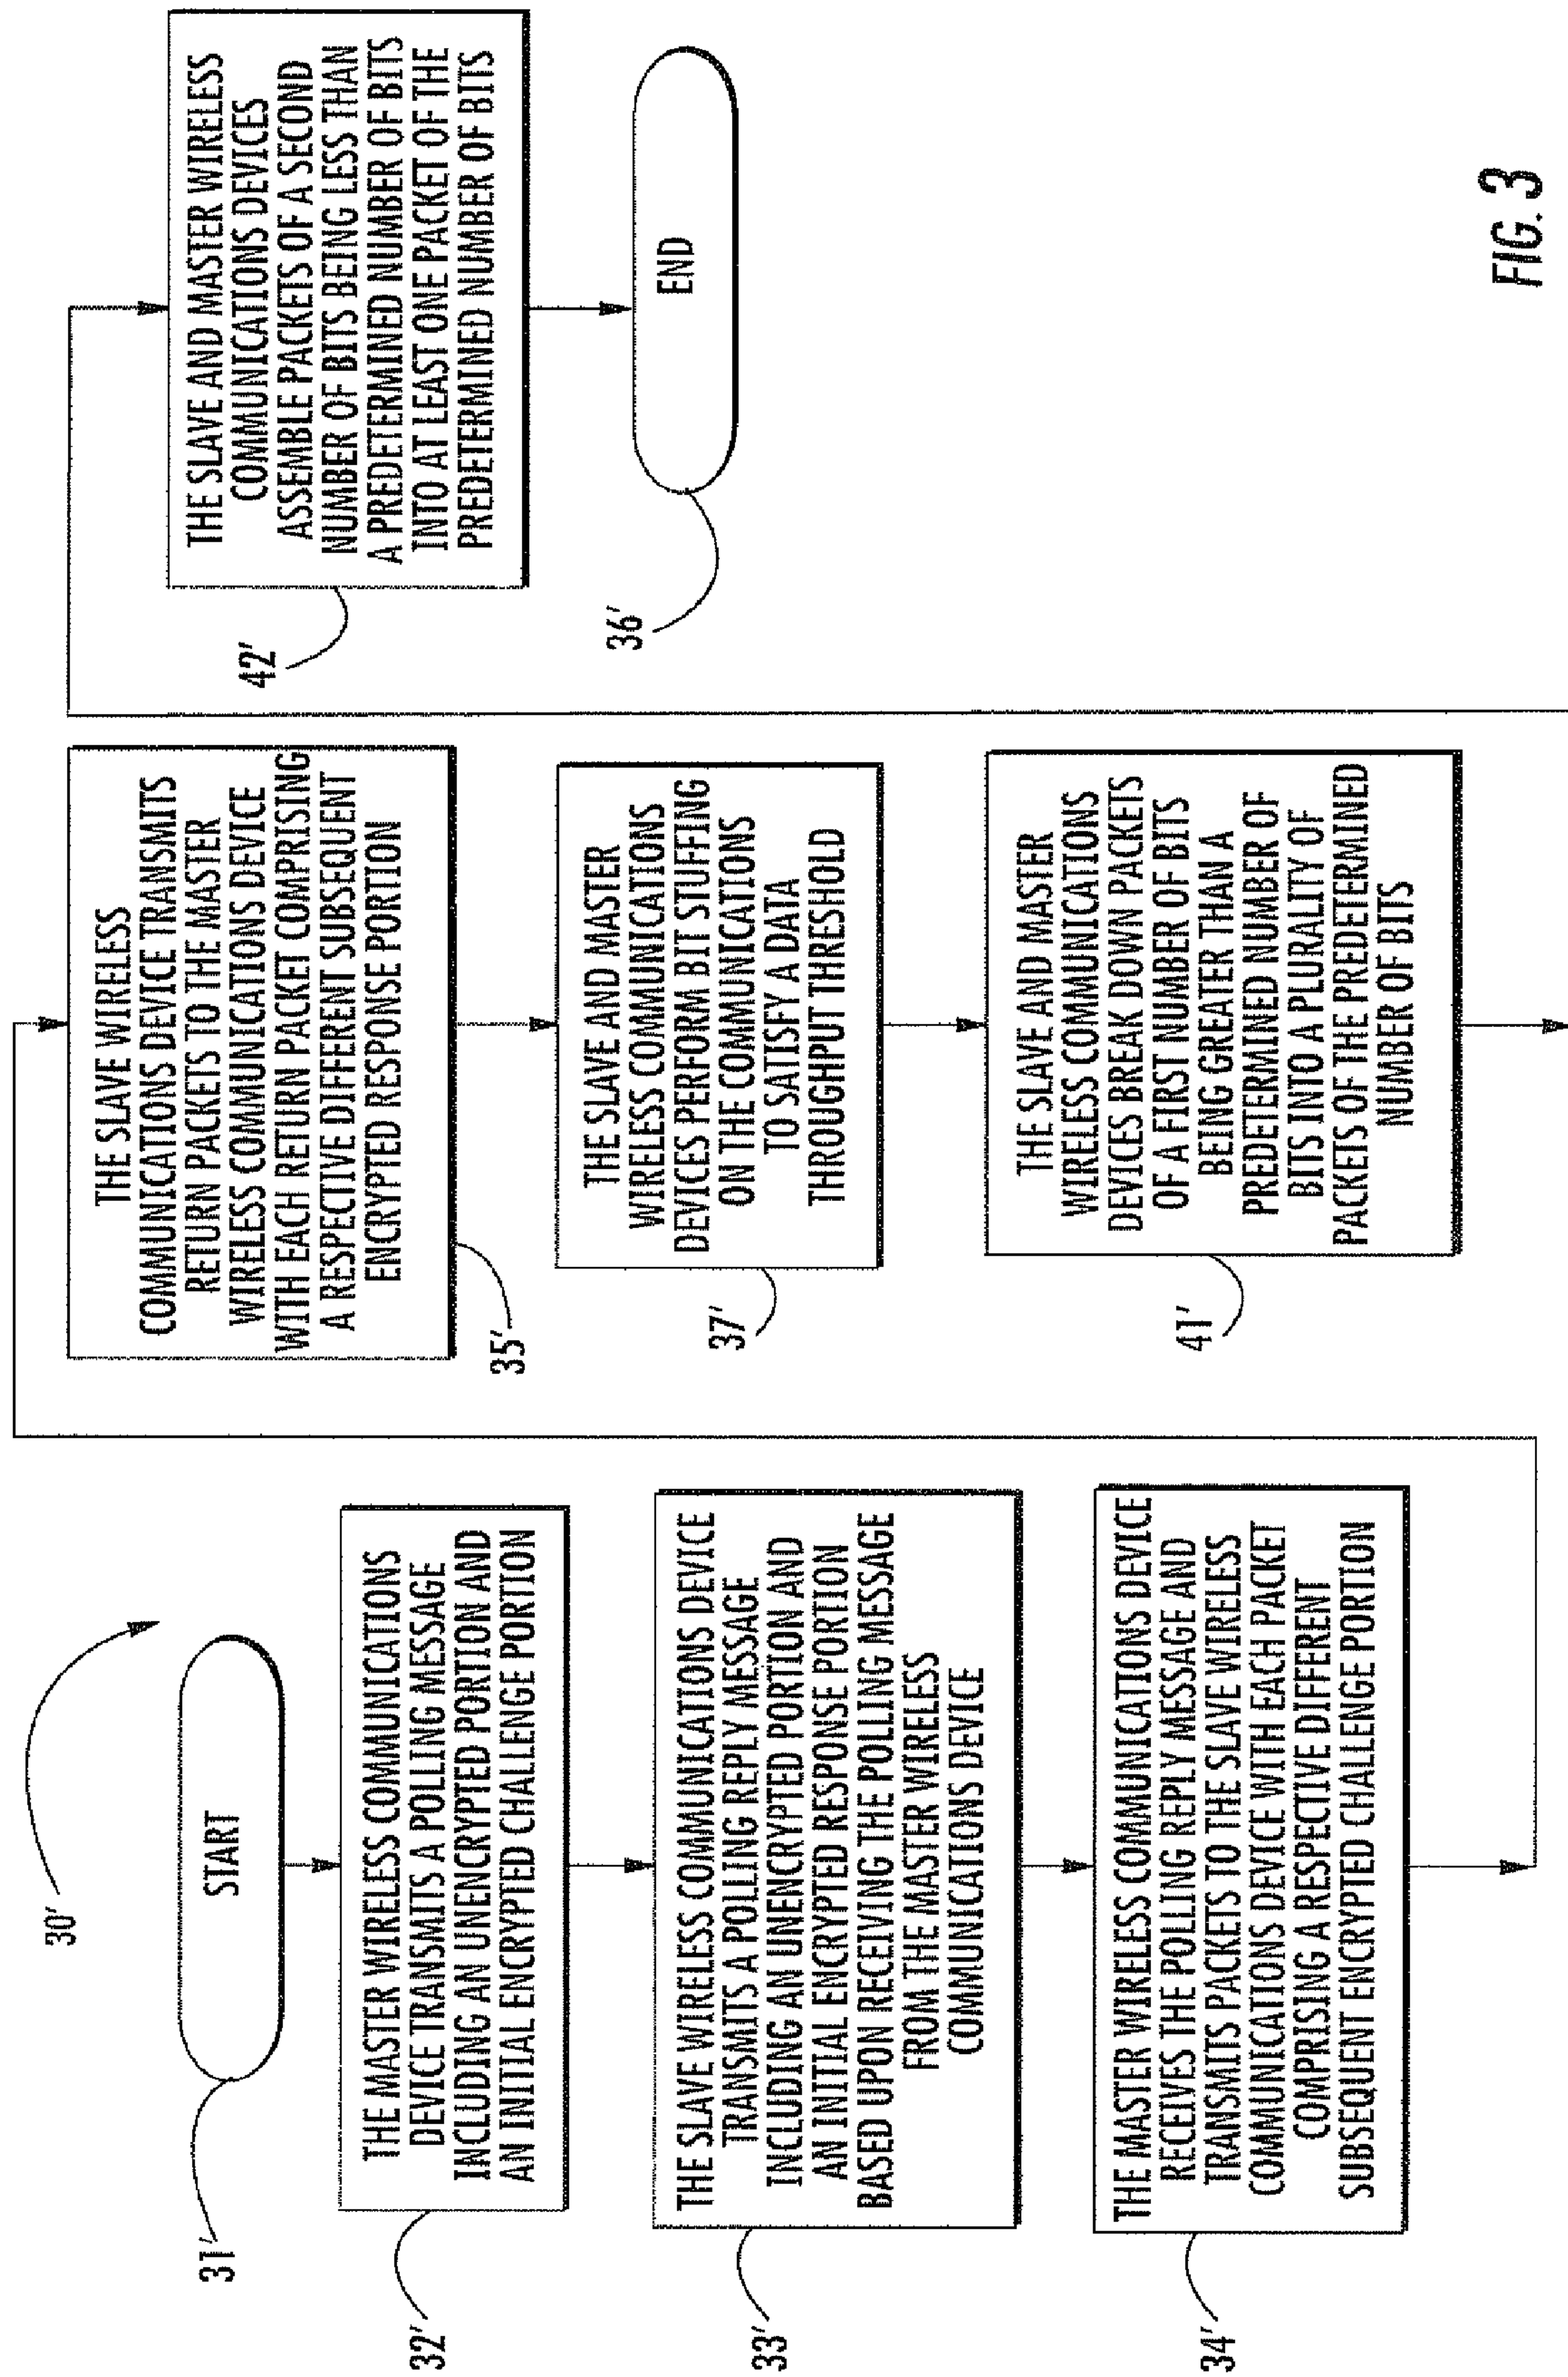 30'
START
31'
THE MASTER WIRELESS COMMUNICATIONS
DEVICE TRANSMITS A POLLING MESSAGE
INCLUDING AN UNENCRYPTED PORTION AND
AN INITIAL ENCRYPTED CHALLENGE PORTION
32'
THE SLAVE WIRELESS COMMUNICATIONS DEVICE
TRANSMITS A POLLING REPLY MESSAGE
INCLUDING AN UNENCRYPTED PORTION AND
AN INITIAL ENCRYPTED RESPONSE PORTION
BASED UPON RECEIVING THE POLLING MESSAGE
FROM THE MASTER WIRELESS
COMMUNICATIONS DEVICE
33'
THE MASTER WIRELESS COMMUNICATIONS DEVICE
RECEIVES THE POLLING REPLY MESSAGE AND
TRANSMITS PACKETS TO THE SLAVE WIRELESS
COMMUNICATIONS DEVICE WITH EACH PACKET
COMPRISING A RESPECTIVE DIFFERENT
SUBSEQUENT ENCRYPTED CHALLENGE PORTION
34'
THE SLAVE WIRELESS
COMMUNICATIONS DEVICE TRANSMITS
RETURN PACKETS TO THE MASTER
WIRELESS COMMUNICATIONS DEVICE
WITH EACH RETURN PACKET COMPRISING
A RESPECTIVE DIFFERENT SUBSEQUENT
ENCRYPTED RESPONSE PORTION
35'
THE SLAVE AND MASTER
WIRELESS COMMUNICATIONS
DEVICES PERFORM BIT STUFFING
ON THE COMMUNICATIONS
TO SATISFY A DATA
THROUGHPUT THRESHOLD
37'
THE SLAVE AND MASTER
WIRELESS COMMUNICATIONS
DEVICES BREAK DOWN PACKETS
OF A FIRST NUMBER OF BITS
BEING GREATER THAN A
PREDETERMINED NUMBER OF
BITS INTO A PLURALITY OF
PACKETS OF THE PREDETERMINED
NUMBER OF BITS
41'
THE SLAVE AND MASTER WIRELESS
COMMUNICATIONS DEVICES
ASSEMBLE PACKETS OF A SECOND
NUMBER OF BITS BEING LESS THAN
A PREDETERMINED NUMBER OF BITS
INTO AT LEAST ONE PACKET OF THE
PREDETERMINED NUMBER OF BITS
42'
END
36'
FIG. 3